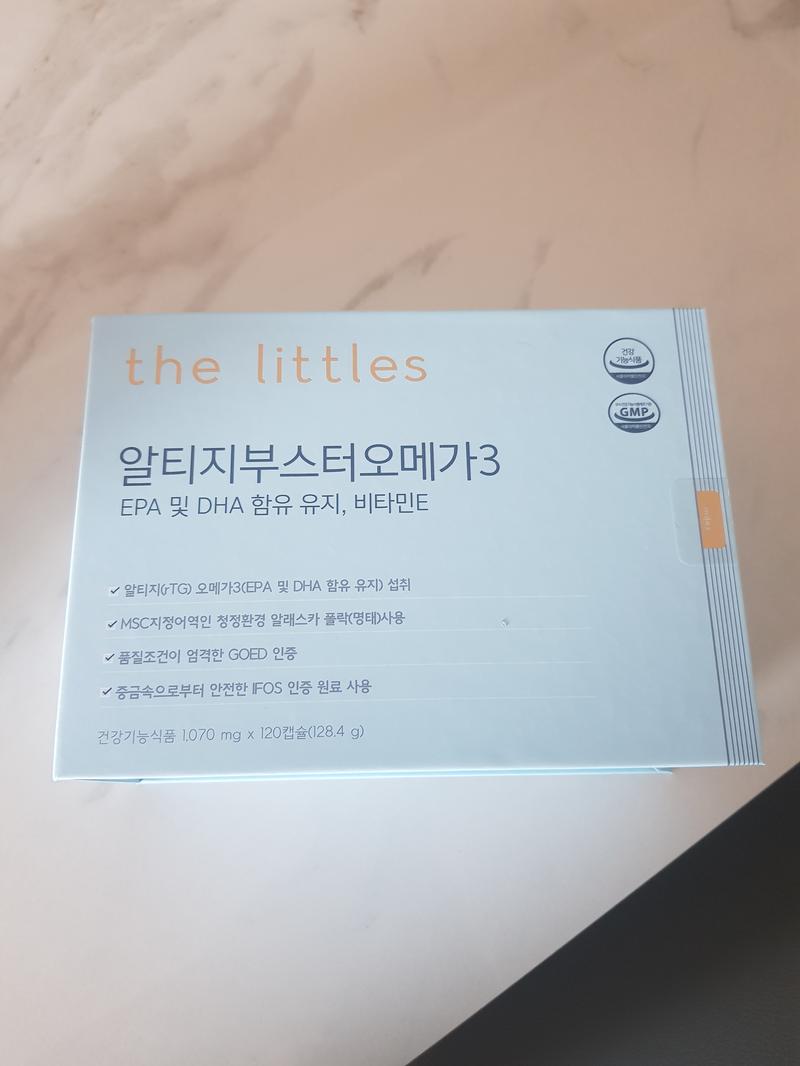 the littles
건강
기능식품
GMP
알티지부스터오메가3
EPA 및 DHA 함유 유지, 비타민E
알티지(rTG) 오메가3(EPA 및 DHA 함유 유지) 섭취
MSC지정어역인 청정환경 알래스카 폴락(명태)사용
품질조건이 엄격한 GOED 인증
중금속으로부터 안전한 IFOS 인증 원료 사용
건강기능식품 1,070 mg x 120캡슐(128.4 g)